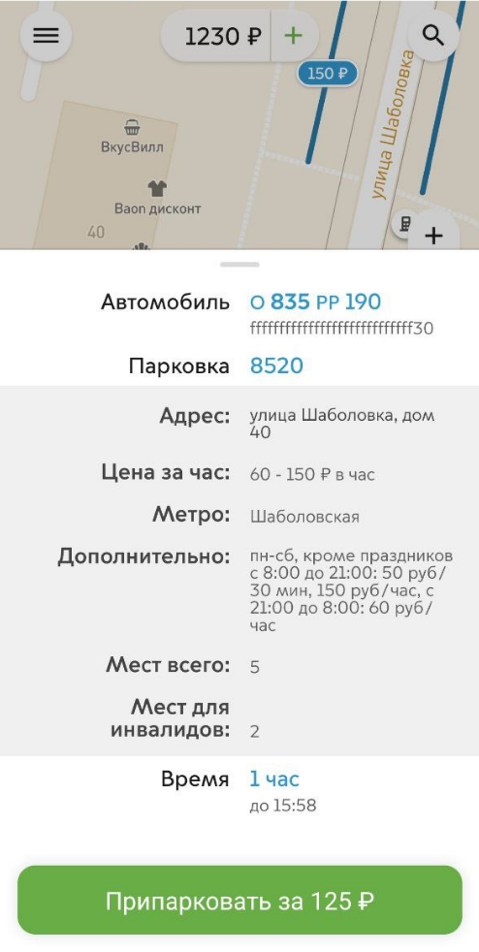 1230 ₽ +
150 ₽
улица Шаболовка
ВкусВилл
Baon дисконт
40
+
Автомобиль О 835 РР 190
fffffffffffffffffffffffffffffff30
Парковка 8520
Адрес: улица Шаболовка, дом
40
Цена за час: 60 - 150 ₽ в час
Метро: Шаболовская
Дополнительно: пн-сб, кроме праздников
с 8:00 до 21:00: 50 руб/
30 мин, 150 руб/час, с
21:00 до 8:00: 60 руб/
час
Мест всего: 5
Мест для
инвалидов: 2
Время 1 час
до 15:58
Припарковать за 125 ₽